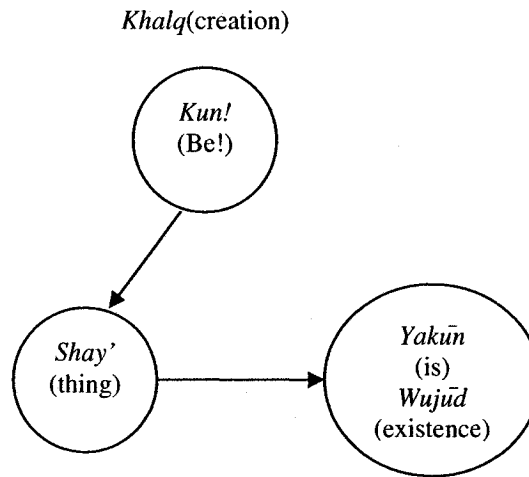 Khalq(creation)
Kun!
(Be!)
Shay’
(thing)
Yakūn
(is)
Wujūd
(existence)